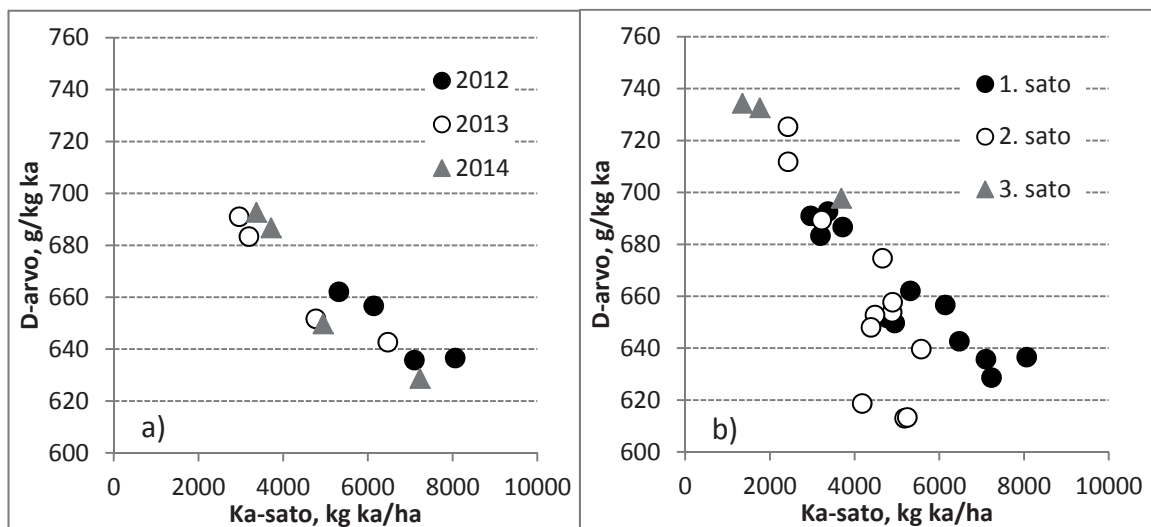 D-arvo, g/kg ka
760
740
720
700
680
660
640
620
600
2012
2013
2014
a)
0 2000 4000 6000 8000 10000
Ka-sato, kg ka/ha
D-arvo, g/kg ka
760
740
720
700
680
660
640
620
600
1. sato
2. sato
3. sato
b)
0 2000 4000 6000 8000 10000
Ka-sato, kg ka/ha